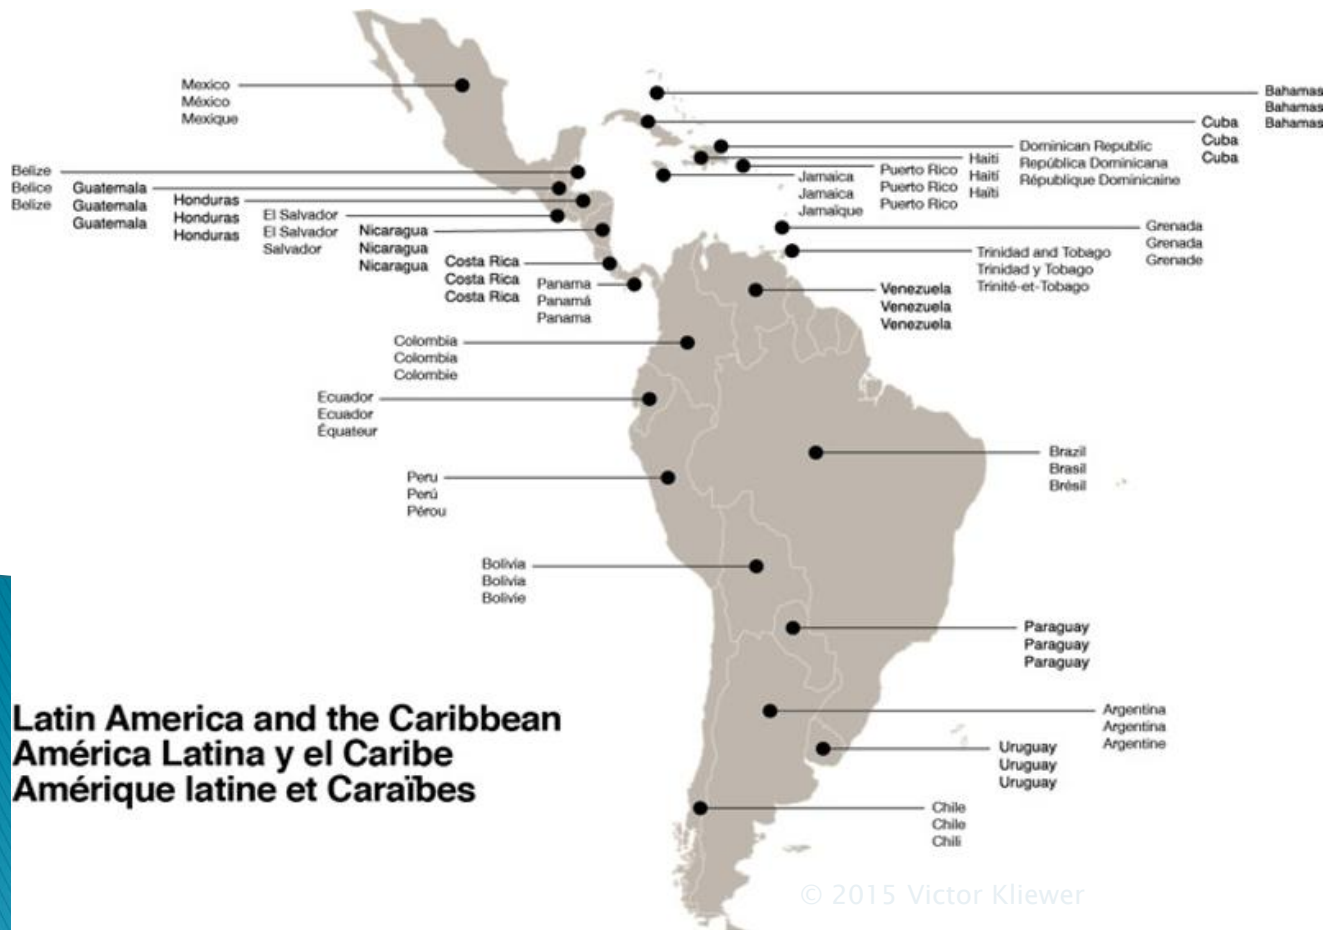 Mexico
México
Mexique
Bahamas
Bahamas
Bahamas
Cuba
Cuba
Cuba
Dominican Republic
República Dominicana
République Dominicaine
Haiti
Haití
Haïti
Puerto Rico
Puerto Rico
Puerto Rico
Jamaica
Jamaica
Jamaïque
Belize
Belice
Belize
Guatemala
Guatemala
Guatemala
Honduras
Honduras
Honduras
El Salvador
El Salvador
Salvador
Nicaragua
Nicaragua
Nicaragua
Costa Rica
Costa Rica
Costa Rica
Panama
Panamá
Panama
Grenada
Grenada
Grenade
Trinidad and Tobago
Trinidad y Tobago
Trinité-et-Tobago
Venezuela
Venezuela
Venezuela
Colombia
Colombia
Colombie
Ecuador
Ecuador
Équateur
Brazil
Brasil
Brésil
Peru
Perú
Pérou
Bolivia
Bolivia
Bolivie
Paraguay
Paraguay
Paraguay
Argentina
Argentina
Argentine
Uruguay
Uruguay
Uruguay
Chile
Chile
Chili
Latin America and the Caribbean
América Latina y el Caribe
Amérique latine et Caraïbes
© 2015 Victor Kliewer